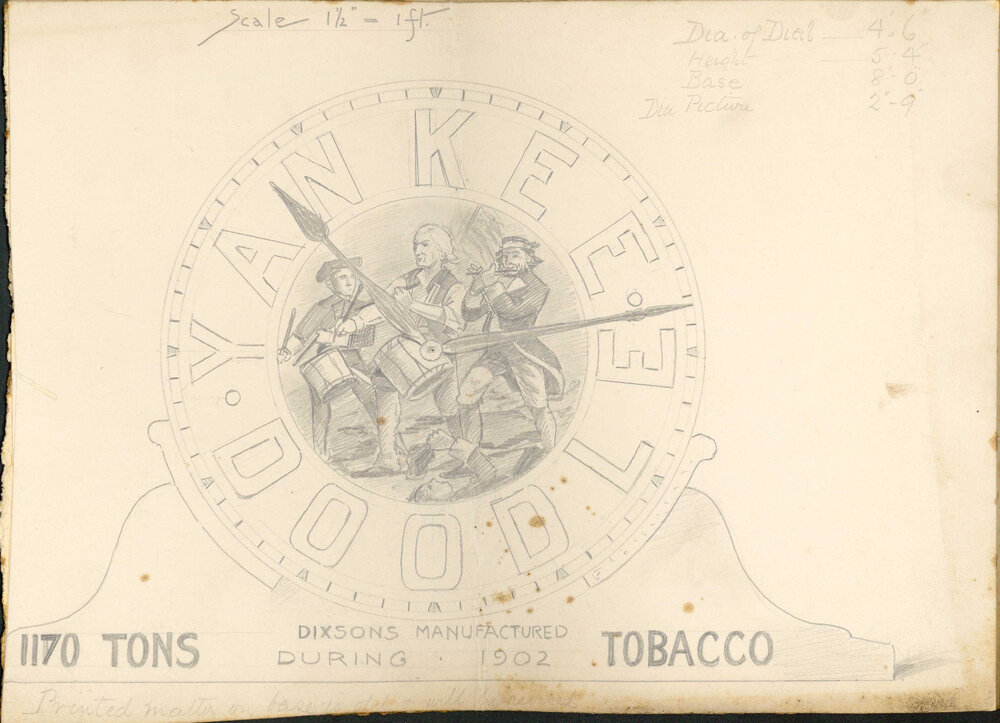 Scale 1½" = 1ft.
Dia. of Dial — 4'. 6"
Height — 5'. 4"
Base 8'. 0"
Dia Picture 2'-9"
YANKEE
DOODLE
1170 TONS DIXSONS MANUFACTURED TOBACCO
DURING · 1902
Printed matter on base